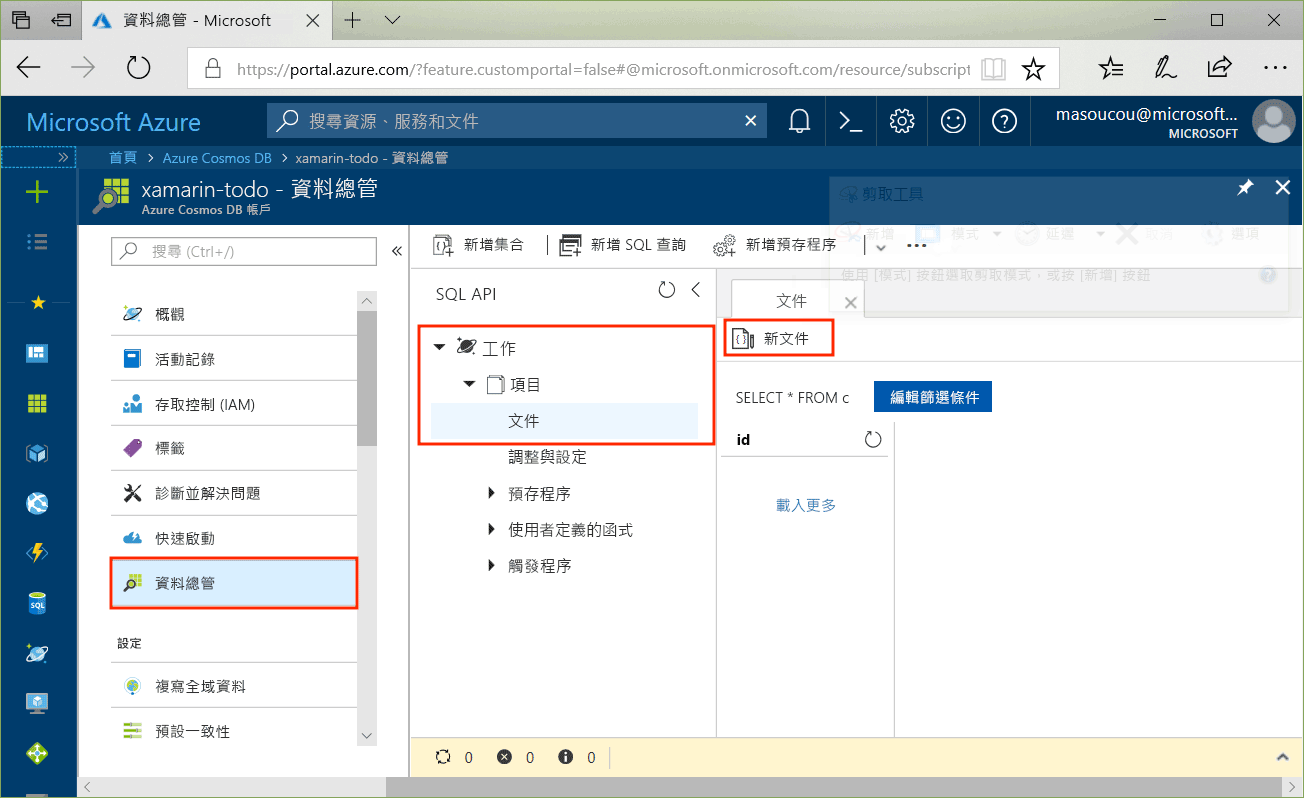 資料總管 - Microsoft
https://portal.azure.com/?feature.customportal=false#@microsoft.onmicrosoft.com/resource/subscript
Microsoft Azure
搜尋資源、服務和文件
masoucou@microsoft...
MICROSOFT
首頁 > Azure Cosmos DB > xamarin-todo - 資料總管
xamarin-todo - 資料總管
Azure Cosmos DB 帳戶
剪取工具
新增 模式 延遲 取消 選項
使用 [模式] 按鈕選取剪取模式，或按 [新增] 按鈕
搜尋 (Ctrl+/)
概觀
活動記錄
存取控制 (IAM)
標籤
診斷並解決問題
快速啟動
資料總管
設定
複寫全域資料
預設一致性
新增集合
新增 SQL 查詢
新增預存程序
SQL API
工作
項目
文件
調整與設定
預存程序
使用者定義的函式
觸發程序
文件
新文件
SELECT * FROM c
編輯篩選條件
id
載入更多
0 0 0
SQL